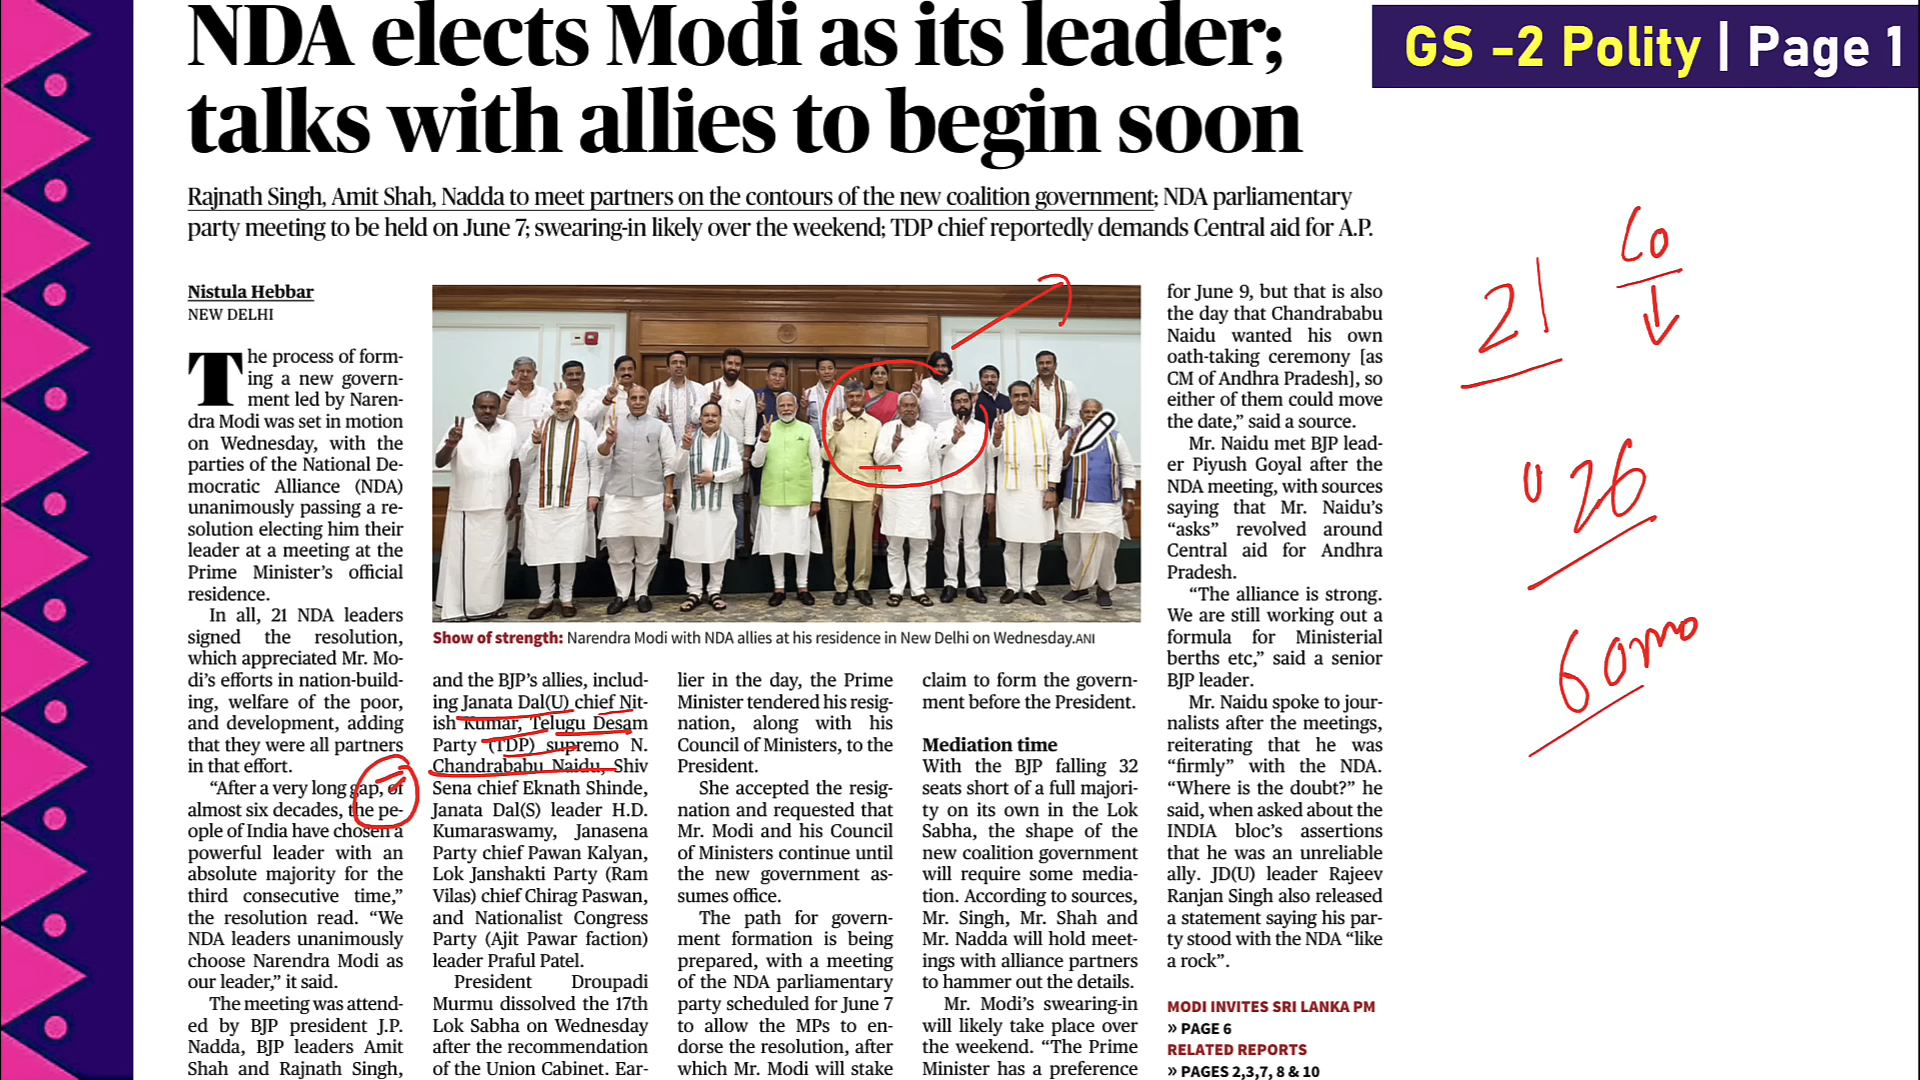 NDA elects Modi as its leader;
talks with allies to begin soon
GS -2 Polity | Page 1
Rajnath Singh, Amit Shah, Nadda to meet partners on the contours of the new coalition government; NDA parliamentary
party meeting to be held on June 7; swearing-in likely over the weekend; TDP chief reportedly demands Central aid for A.P.
Nistula Hebbar
NEW DELHI
The process of form-
ing a new govern-
ment led by Naren-
dra Modi was set in motion
on Wednesday, with the
parties of the National De-
mocratic Alliance (NDA)
unanimously passing a re-
solution electing him their
leader at a meeting at the
Prime Minister’s official
residence.
In all, 21 NDA leaders
signed the resolution,
which appreciated Mr. Mo-
di’s efforts in nation-build-
ing, welfare of the poor,
and development, adding
that they were all partners
in that effort.
“After a very long gap, of
almost six decades, the pe-
ople of India have chosen a
powerful leader with an
absolute majority for the
third consecutive time,”
the resolution read. “We
NDA leaders unanimously
choose Narendra Modi as
our leader,” it said.
The meeting was attend-
ed by BJP president J.P.
Nadda, BJP leaders Amit
Shah and Rajnath Singh,
Show of strength: Narendra Modi with NDA allies at his residence in New Delhi on Wednesday. ANI
and the BJP’s allies, includ-
ing Janata Dal(U) chief Nit-
ish Kumar, Telugu Desam
Party (TDP) supremo N.
Chandrababu Naidu, Shiv
Sena chief Eknath Shinde,
Janata Dal(S) leader H.D.
Kumaraswamy, Janasena
Party chief Pawan Kalyan,
Lok Janshakti Party (Ram
Vilas) chief Chirag Paswan,
and Nationalist Congress
Party (Ajit Pawar faction)
leader Praful Patel.
President Droupadi
Murmu dissolved the 17th
Lok Sabha on Wednesday
after the recommendation
of the Union Cabinet. Ear-
lier in the day, the Prime
Minister tendered his resig-
nation, along with his
Council of Ministers, to the
President.
She accepted the resig-
nation and requested that
Mr. Modi and his Council
of Ministers continue until
the new government as-
sumes office.
The path for govern-
ment formation is being
prepared, with a meeting
of the NDA parliamentary
party scheduled for June 7
to allow the MPs to en-
dorse the resolution, after
which Mr. Modi will stake
claim to form the govern-
ment before the President.
Mediation time
With the BJP falling 32
seats short of a full majori-
ty on its own in the Lok
Sabha, the shape of the
new coalition government
will require some media-
tion. According to sources,
Mr. Singh, Mr. Shah and
Mr. Nadda will hold meet-
ings with alliance partners
to hammer out the details.
Mr. Modi’s swearing-in
will likely take place over
the weekend. “The Prime
Minister has a preference
for June 9, but that is also
the day that Chandrababu
Naidu wanted his own
oath-taking ceremony [as
CM of Andhra Pradesh], so
either of them could move
the date,” said a source.
Mr. Naidu met BJP lead-
er Piyush Goyal after the
NDA meeting, with sources
saying that Mr. Naidu’s
“asks” revolved around
Central aid for Andhra
Pradesh.
“The alliance is strong.
We are still working out a
formula for Ministerial
berths etc,” said a senior
BJP leader.
Mr. Naidu spoke to jour-
nalists after the meetings,
reiterating that he was
“firmly” with the NDA.
“Where is the doubt?” he
said, when asked about the
INDIA bloc’s assertions
that he was an unreliable
ally. JD(U) leader Rajeev
Ranjan Singh also released
a statement saying his par-
ty stood with the NDA “like
a rock”.
MODI INVITES SRI LANKA PM
» PAGE 6
RELATED REPORTS
» PAGES 2,3,7, 8 & 10
21
26